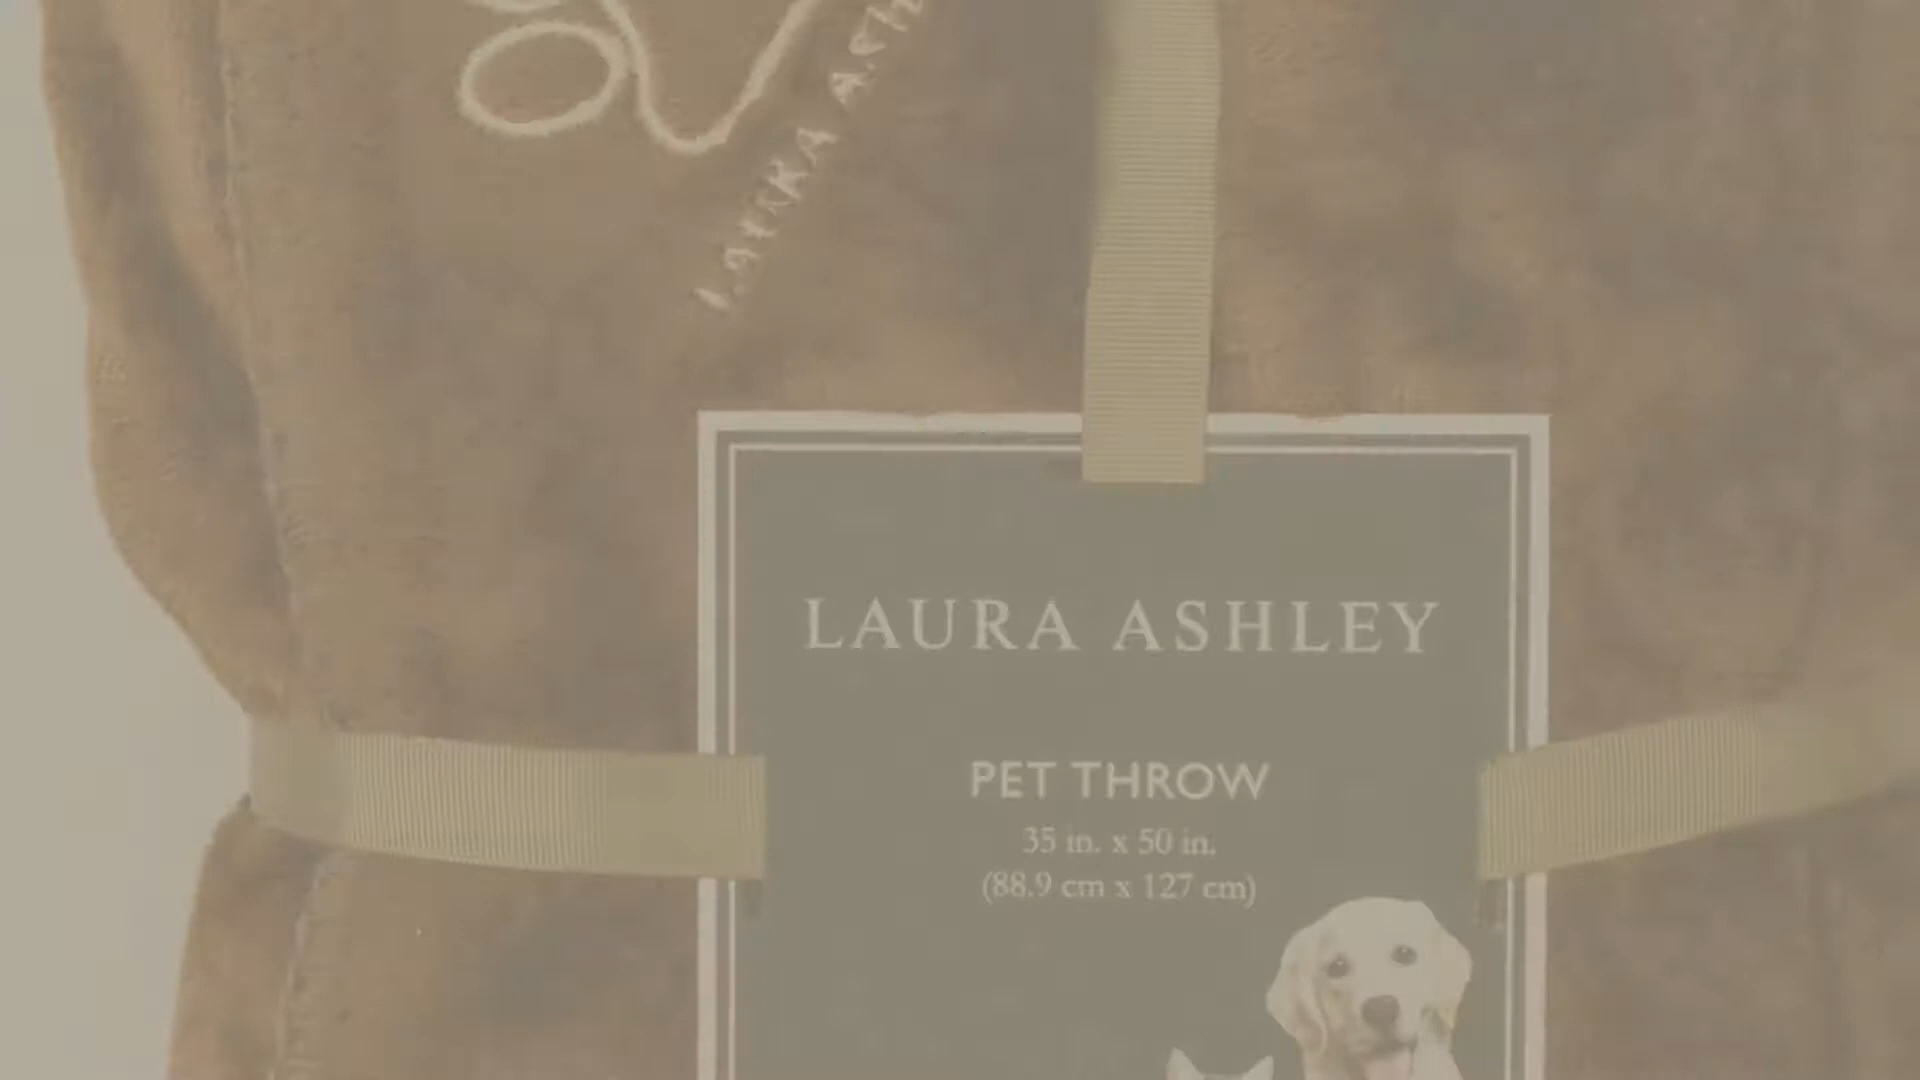 LAURA ASHLEY
PET THROW
35 in. x 50 in.
(88.9 cm x 127 cm)